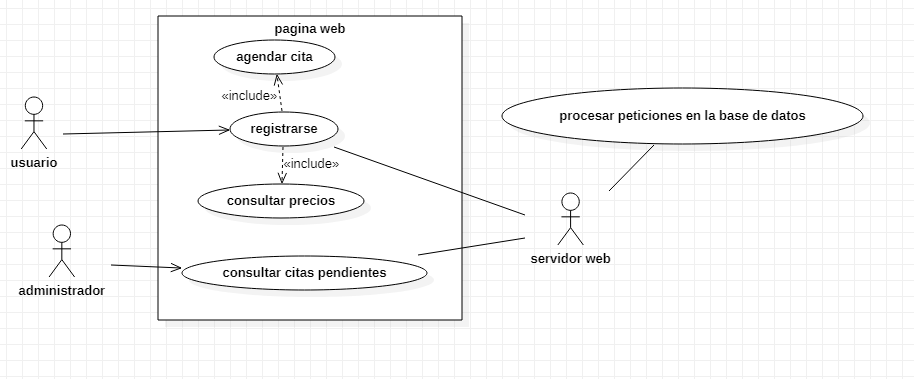 pagina web
agendar cita
«include»
registrarse
«include»
consultar precios
consultar citas pendientes
usuario
administrador
procesar peticiones en la base de datos
servidor web